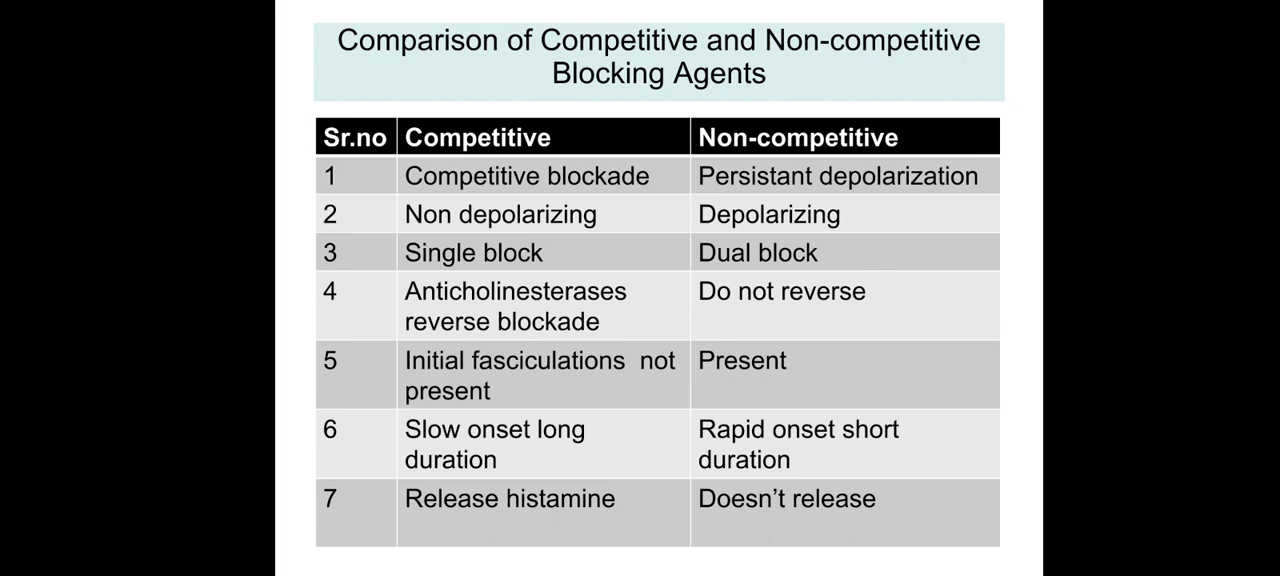 Comparison of Competitive and Non-competitive
Blocking Agents
Sr.no Competitive Non-competitive
1 Competitive blockade Persistant depolarization
2 Non depolarizing Depolarizing
3 Single block Dual block
4 Anticholinesterases Do not reverse
reverse blockade
5 Initial fasciculations not Present
present
6 Slow onset long Rapid onset short
duration duration
7 Release histamine Doesn’t release